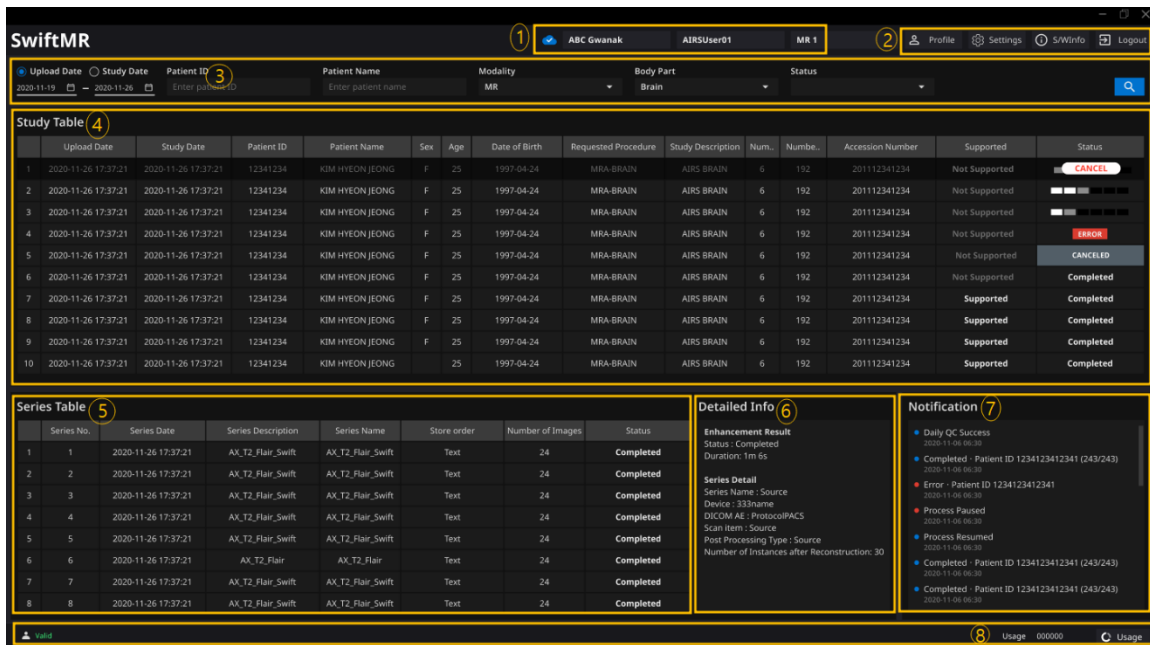 SwiftMR
1
ABC Gwanak AIRSUser01 MR 1
2
Profile Settings S/WInfo Logout
Upload Date Study Date Patient ID Patient Name Modality Body Part Status
3
2020-11-19 – 2020-11-26 Enter patient ID Enter patient name MR Brain
Study Table 4
Upload Date Study Date Patient ID Patient Name Sex Age Date of Birth Requested Procedure Study Description Num.. Numbe.. Accession Number Supported Status
1 2020-11-26 17:37:21 2020-11-26 17:37:21 12341234 KIM HYEON JEONG F 25 1997-04-24 MRA-BRAIN AIRS BRAIN 6 192 201112341234 Not Supported CANCEL
2 2020-11-26 17:37:21 2020-11-26 17:37:21 12341234 KIM HYEON JEONG F 25 1997-04-24 MRA-BRAIN AIRS BRAIN 6 192 201112341234 Not Supported
3 2020-11-26 17:37:21 2020-11-26 17:37:21 12341234 KIM HYEON JEONG F 25 1997-04-24 MRA-BRAIN AIRS BRAIN 6 192 201112341234 Not Supported
4 2020-11-26 17:37:21 2020-11-26 17:37:21 12341234 KIM HYEON JEONG F 25 1997-04-24 MRA-BRAIN AIRS BRAIN 6 192 201112341234 Not Supported ERROR
5 2020-11-26 17:37:21 2020-11-26 17:37:21 12341234 KIM HYEON JEONG F 25 1997-04-24 MRA-BRAIN AIRS BRAIN 6 192 201112341234 Not Supported CANCELED
6 2020-11-26 17:37:21 2020-11-26 17:37:21 12341234 KIM HYEON JEONG F 25 1997-04-24 MRA-BRAIN AIRS BRAIN 6 192 201112341234 Not Supported Completed
7 2020-11-26 17:37:21 2020-11-26 17:37:21 12341234 KIM HYEON JEONG F 25 1997-04-24 MRA-BRAIN AIRS BRAIN 6 192 201112341234 Supported Completed
8 2020-11-26 17:37:21 2020-11-26 17:37:21 12341234 KIM HYEON JEONG F 25 1997-04-24 MRA-BRAIN AIRS BRAIN 6 192 201112341234 Supported Completed
9 2020-11-26 17:37:21 2020-11-26 17:37:21 12341234 KIM HYEON JEONG F 25 1997-04-24 MRA-BRAIN AIRS BRAIN 6 192 201112341234 Supported Completed
10 2020-11-26 17:37:21 2020-11-26 17:37:21 12341234 KIM HYEON JEONG 25 1997-04-24 MRA-BRAIN AIRS BRAIN 6 192 201112341234 Supported Completed
Series Table 5
Series No. Series Date Series Description Series Name Store order Number of Images Status
1 1 2020-11-26 17:37:21 AX_T2_Flair_Swift AX_T2_Flair_Swift Text 24 Completed
2 2 2020-11-26 17:37:21 AX_T2_Flair_Swift AX_T2_Flair_Swift Text 24 Completed
3 3 2020-11-26 17:37:21 AX_T2_Flair_Swift AX_T2_Flair_Swift Text 24 Completed
4 4 2020-11-26 17:37:21 AX_T2_Flair_Swift AX_T2_Flair_Swift Text 24 Completed
5 5 2020-11-26 17:37:21 AX_T2_Flair_Swift AX_T2_Flair_Swift Text 24 Completed
6 6 2020-11-26 17:37:21 AX_T2_Flair AX_T2_Flair Text 24 Completed
7 7 2020-11-26 17:37:21 AX_T2_Flair_Swift AX_T2_Flair_Swift Text 24 Completed
8 8 2020-11-26 17:37:21 AX_T2_Flair_Swift AX_T2_Flair_Swift Text 24 Completed
Detailed Info 6
Enhancement Result
Status : Completed
Duration: 1m 6s
Series Detail
Series Name : Source
Device : 333name
DICOM AE : ProtocolPACS
Scan item : Source
Post Processing Type : Source
Number of Instances after Reconstruction: 30
Notification 7
Daily QC Success
2020-11-06 06:30
Completed · Patient ID 1234123412341 (243/243)
2020-11-06 06:30
Error · Patient ID 1234123412341
2020-11-06 06:30
Process Paused
2020-11-06 06:30
Process Resumed
2020-11-06 06:30
Completed · Patient ID 1234123412341 (243/243)
2020-11-06 06:30
Completed · Patient ID 1234123412341 (243/243)
2020-11-06 06:30
Valid
8
Usage 000000 Usage